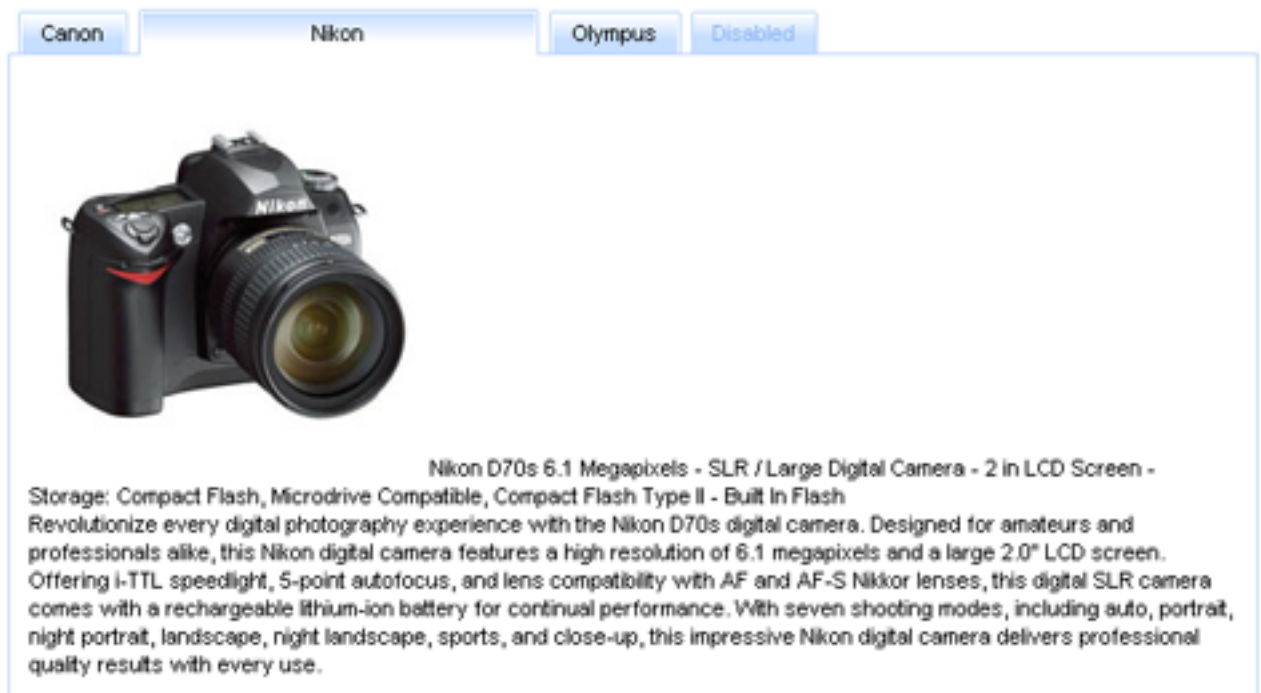 Canon
Nikon
Olympus
Disabled
Nikon
Nikon D70s 6.1 Megapixels - SLR / Large Digital Camera - 2 in LCD Screen -
Storage: Compact Flash, Microdrive Compatible, Compact Flash Type II - Built In Flash
Revolutionize every digital photography experience with the Nikon D70s digital camera. Designed for amateurs and
professionals alike, this Nikon digital camera features a high resolution of 6.1 megapixels and a large 2.0" LCD screen.
Offering i-TTL speedlight, 5-point autofocus, and lens compatibility with AF and AF-S Nikkor lenses, this digital SLR camera
comes with a rechargeable lithium-ion battery for continual performance. With seven shooting modes, including auto, portrait,
night portrait, landscape, night landscape, sports, and close-up, this impressive Nikon digital camera delivers professional
quality results with every use.